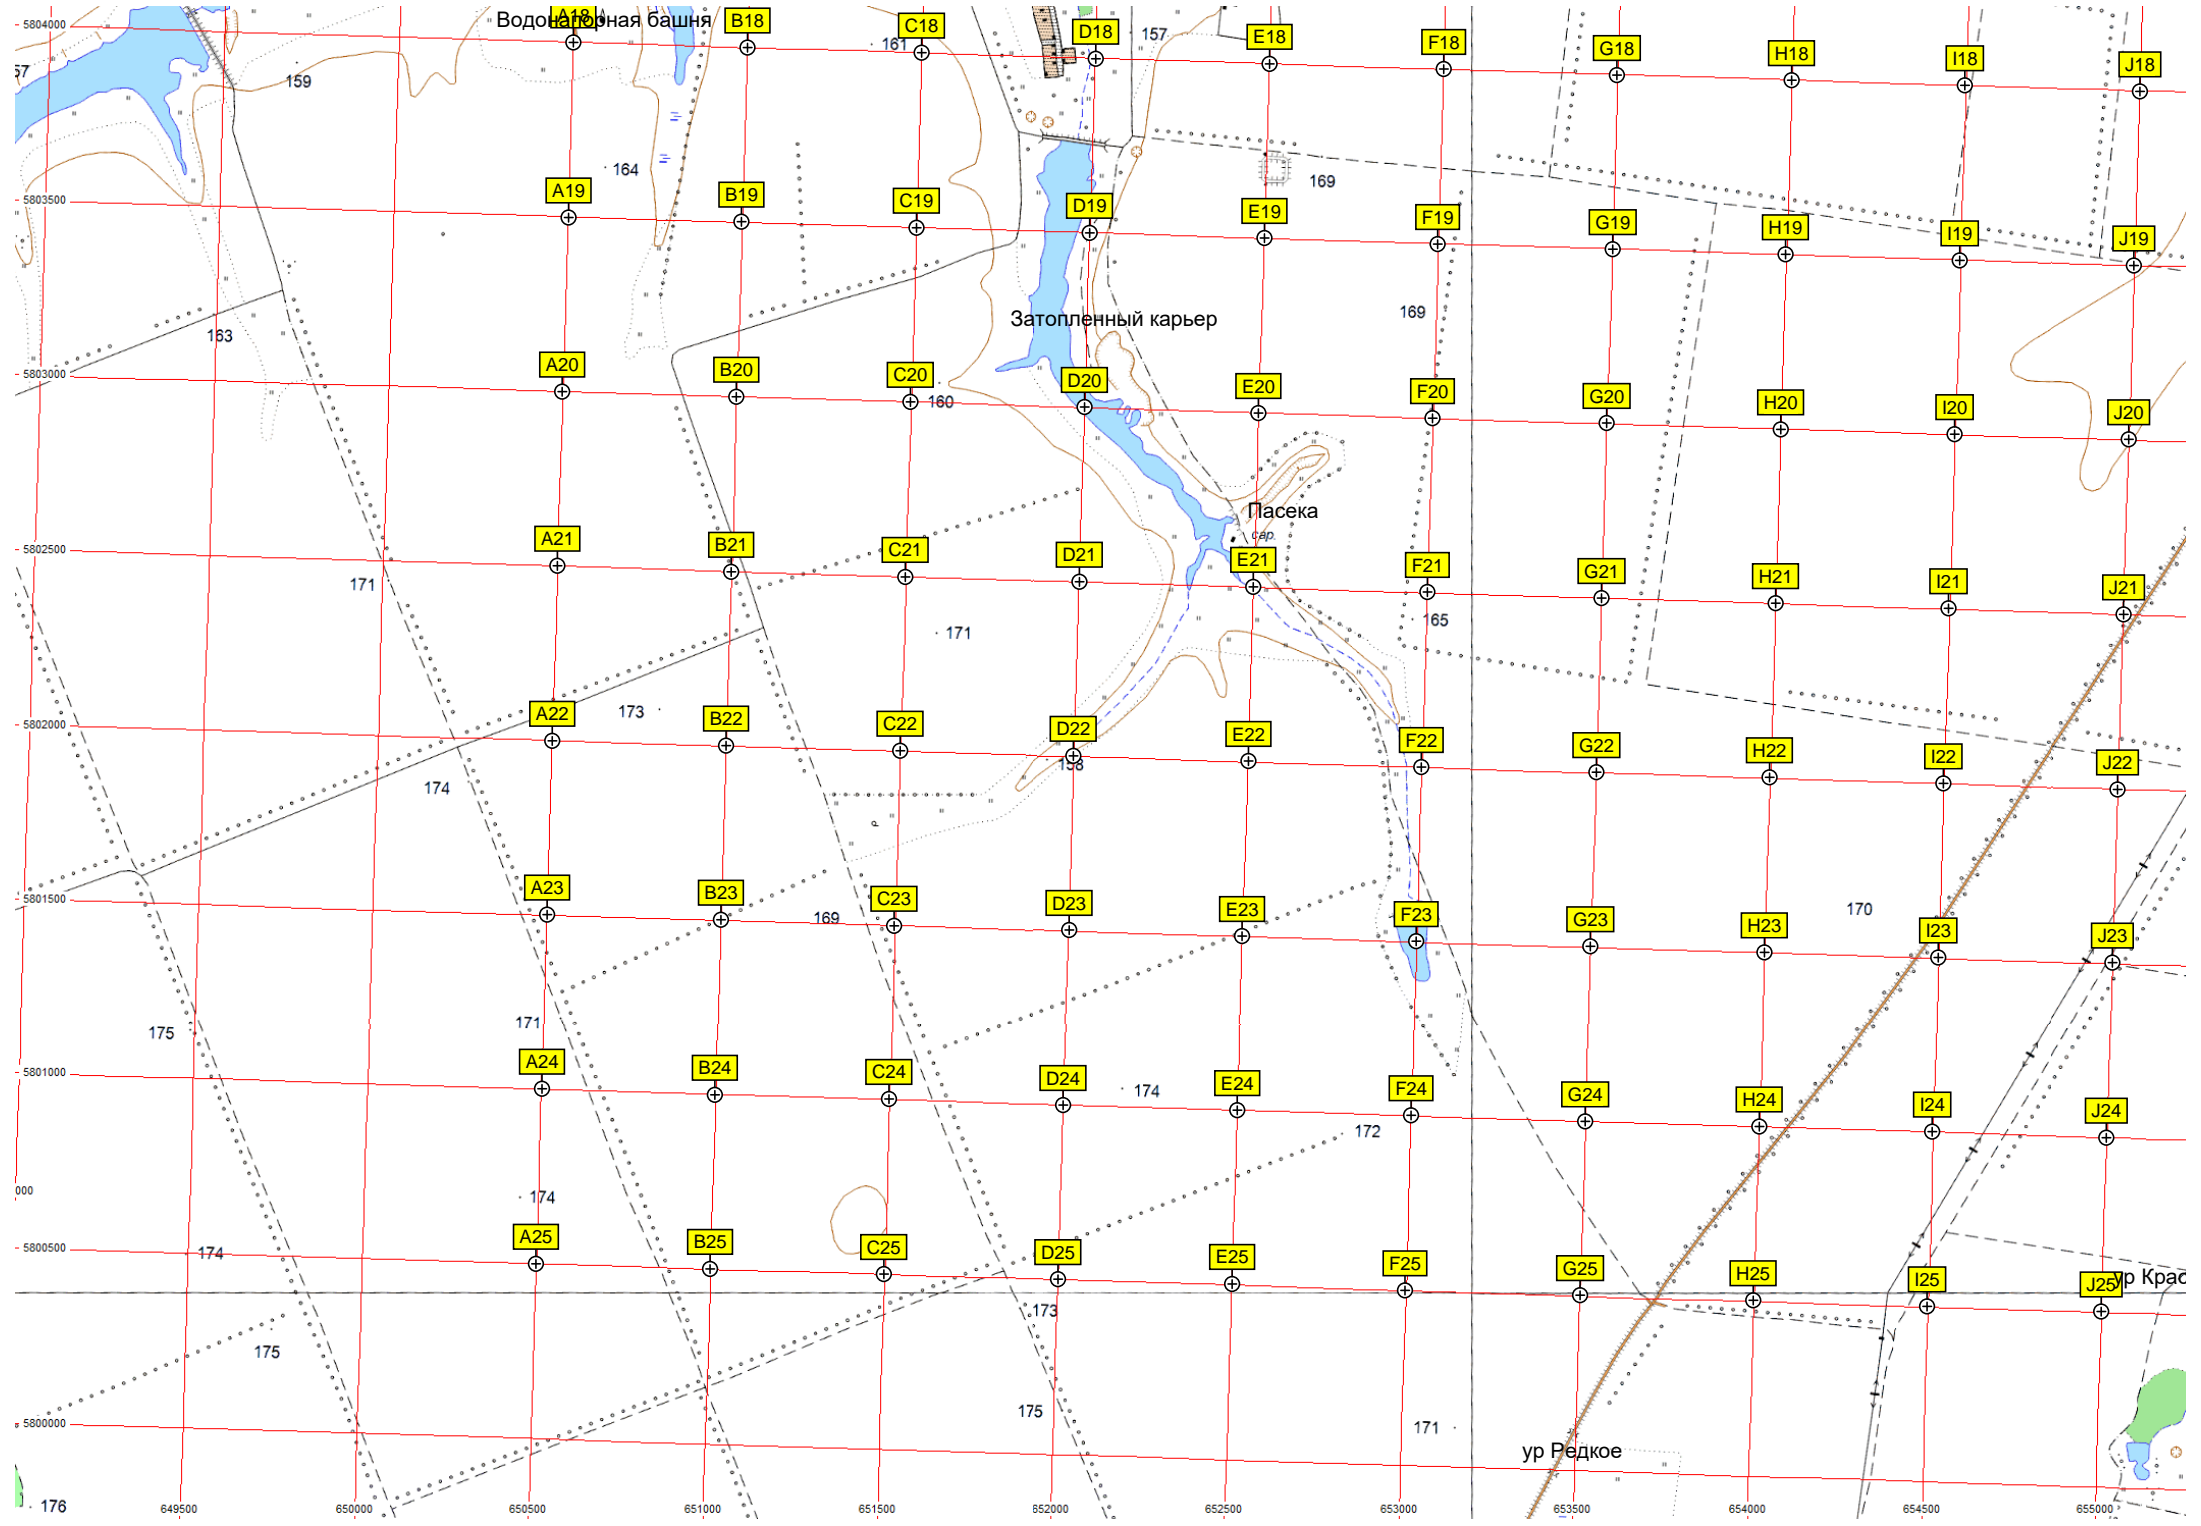 5804000
Водонапорная башня
A18
B18
C18
161
D18
157
E18
F18
G18
H18
I18
J18
57
159
164
169
5803500
A19
B19
C19
D19
E19
F19
G19
H19
I19
J19
163
Затопленный карьер
169
5803000
A20
B20
C20
160
D20
E20
F20
G20
H20
I20
J20
Пасека
сар.
5802500
A21
B21
C21
D21
E21
F21
G21
H21
I21
J21
171
171
165
5802000
A22
173
B22
C22
D22
158
E22
F22
G22
H22
I22
J22
174
Р
5801500
A23
B23
169
C23
D23
E23
F23
G23
H23
170
I23
J23
175
171
5801000
A24
B24
C24
D24
174
E24
F24
G24
H24
I24
J24
172
000
174
5800500
174
A25
B25
C25
D25
E25
F25
G25
H25
I25
J25
ур Крас
173
175
175
171
5800000
ур Редкое
176
649500
650000
650500
651000
651500
652000
652500
653000
653500
654000
654500
655000